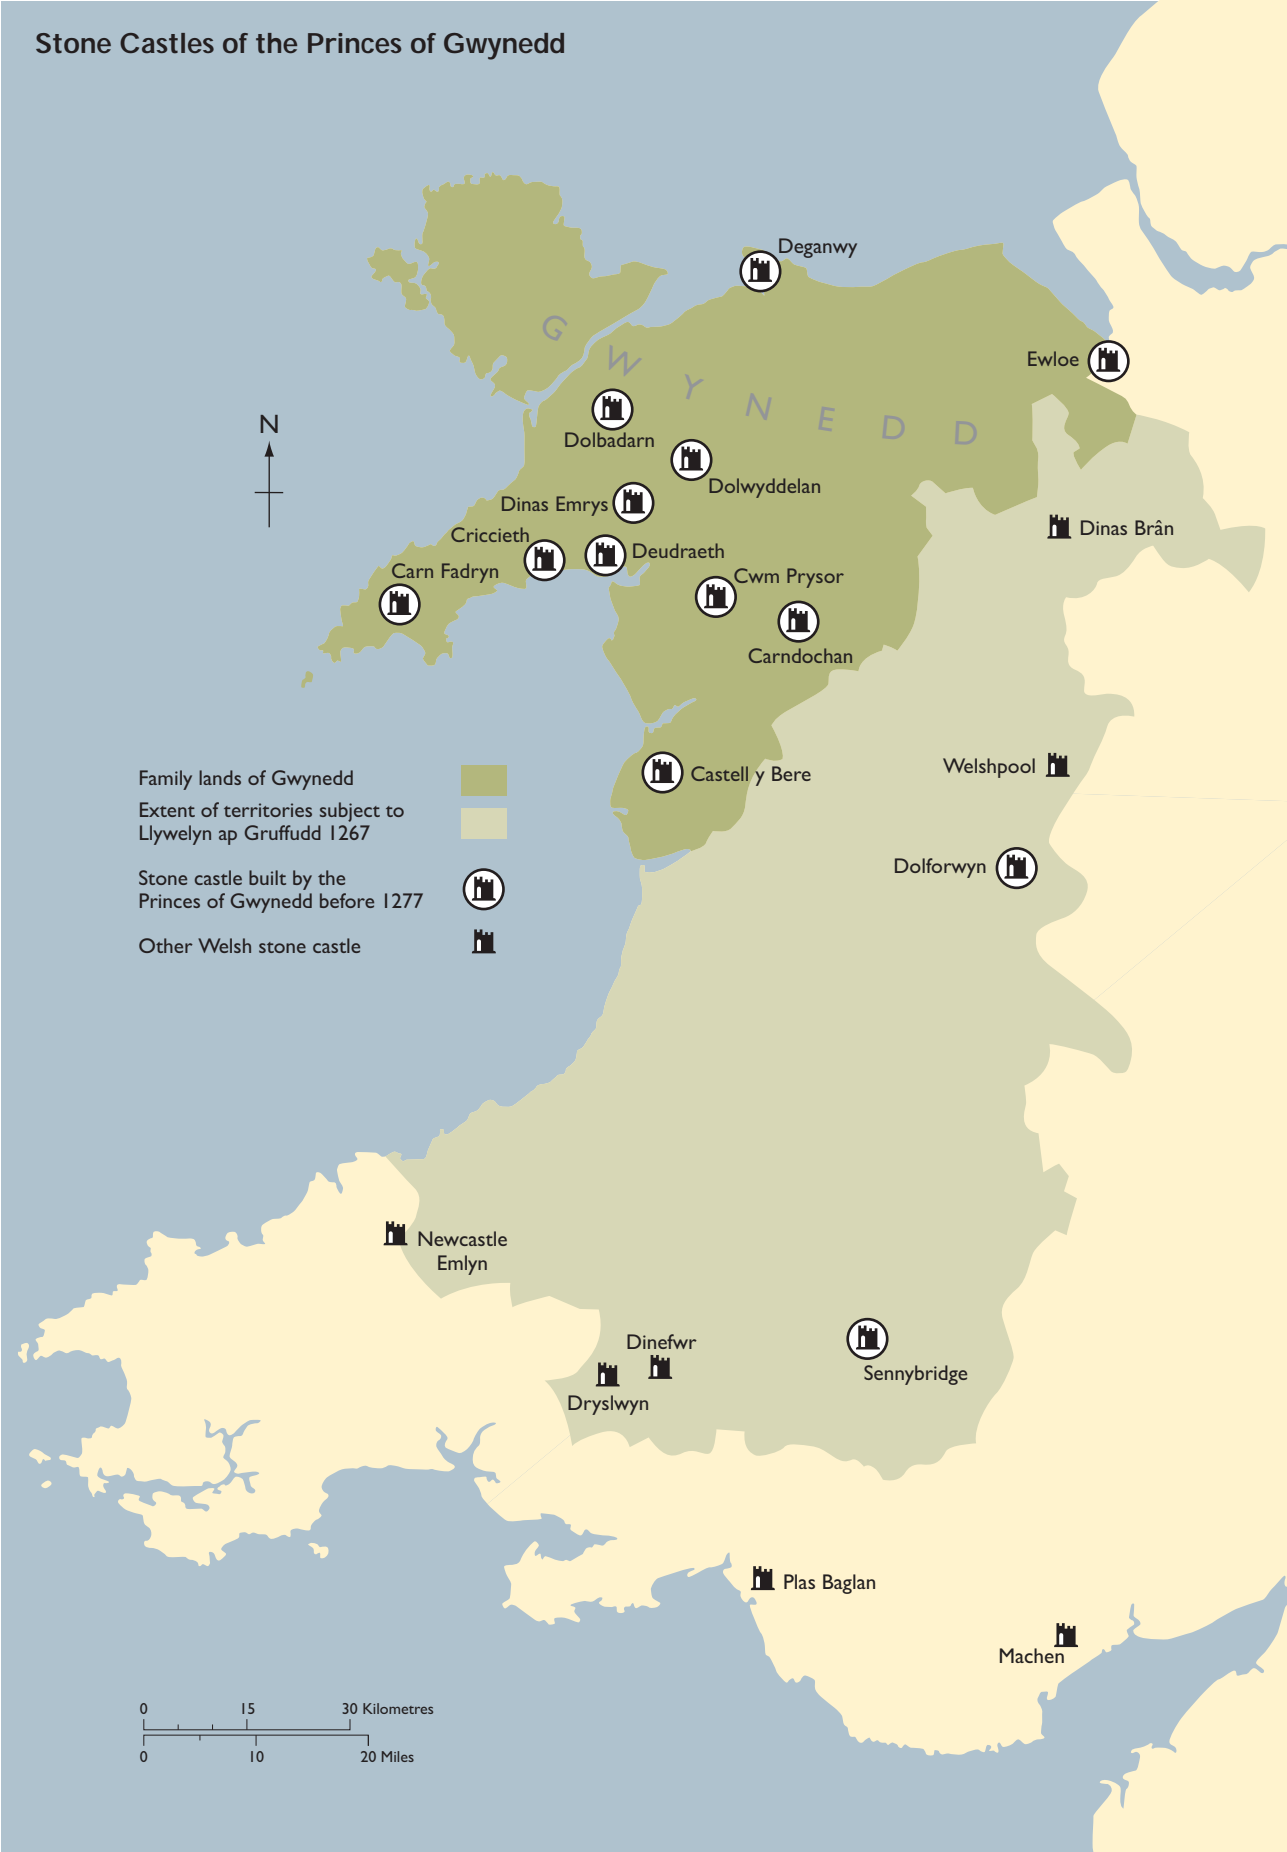 Stone Castles of the Princes of Gwynedd
Deganwy
GWYNEDD
Ewloe
N
Dolbadarn
Dolwyddelan
Dinas Emrys
Dinas Brân
Criccieth
Deudraeth
Carn Fadryn
Cwm Prysor
Carndochan
Castell y Bere
Welshpool
Family lands of Gwynedd
Extent of territories subject to
Llywelyn ap Gruffudd 1267
Dolforwyn
Stone castle built by the
Princes of Gwynedd before 1277
Other Welsh stone castle
Newcastle
Emlyn
Dinefwr
Sennybridge
Dryslwyn
Plas Baglan
Machen
0 15 30 Kilometres
0 10 20 Miles